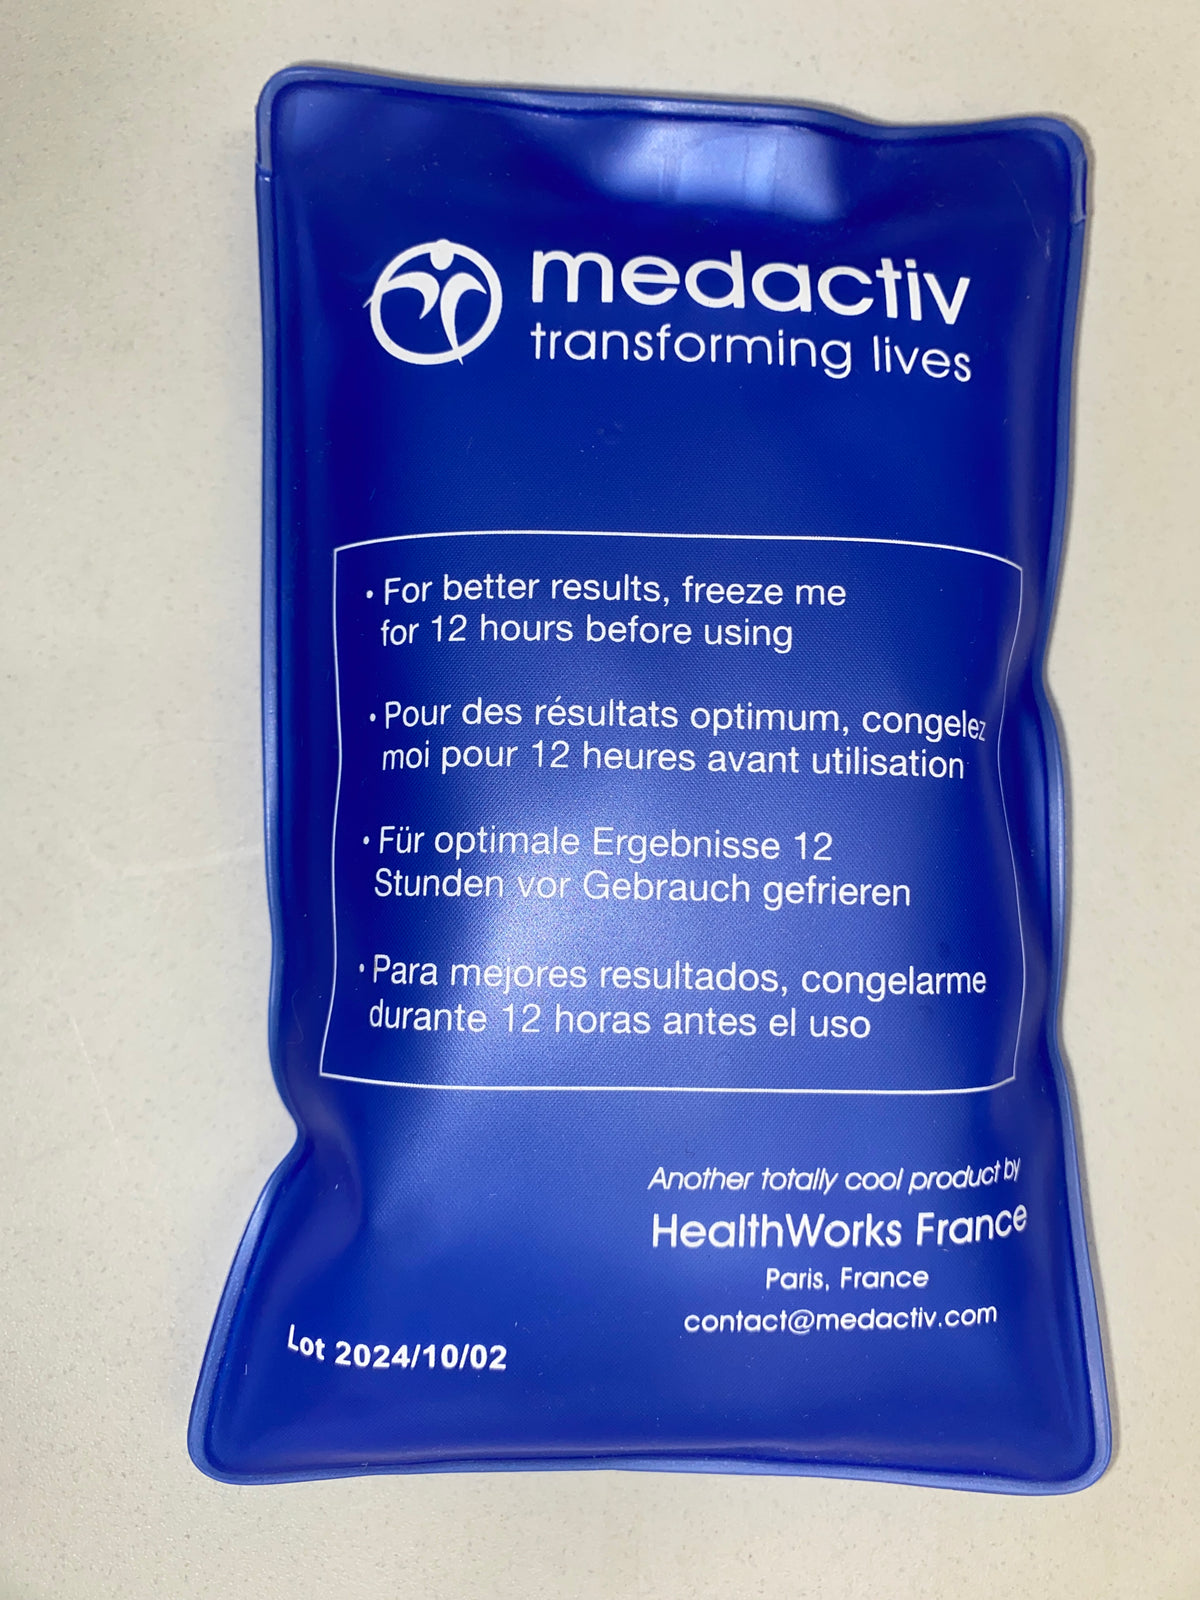 medactiv
transforming lives
• For better results, freeze me
for 12 hours before using
• Pour des résultats optimum, congelez
moi pour 12 heures avant utilisation
• Für optimale Ergebnisse 12
Stunden vor Gebrauch gefrieren
• Para mejores resultados, congelarme
durante 12 horas antes el uso
Another totally cool product by
HealthWorks France
Paris, France
contact@medactiv.com
Lot 2024/10/02